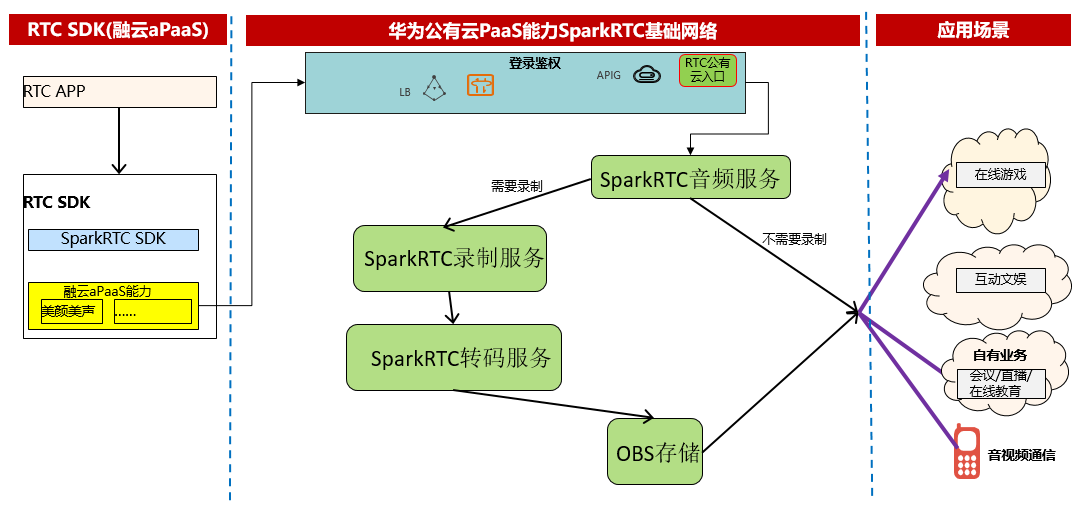 RTC SDK(融云aPaaS)
华为公有云PaaS能力SparkRTC基础网络
应用场景
RTC APP
RTC SDK
SparkRTC SDK
融云aPaaS能力
美颜美声
......
登录鉴权
LB
APIG
RTC公有
云入口
SparkRTC音频服务
需要录制
不需要录制
SparkRTC录制服务
SparkRTC转码服务
OBS存储
在线游戏
互动文娱
自有业务
会议/直播/
在线教育
音视频通信